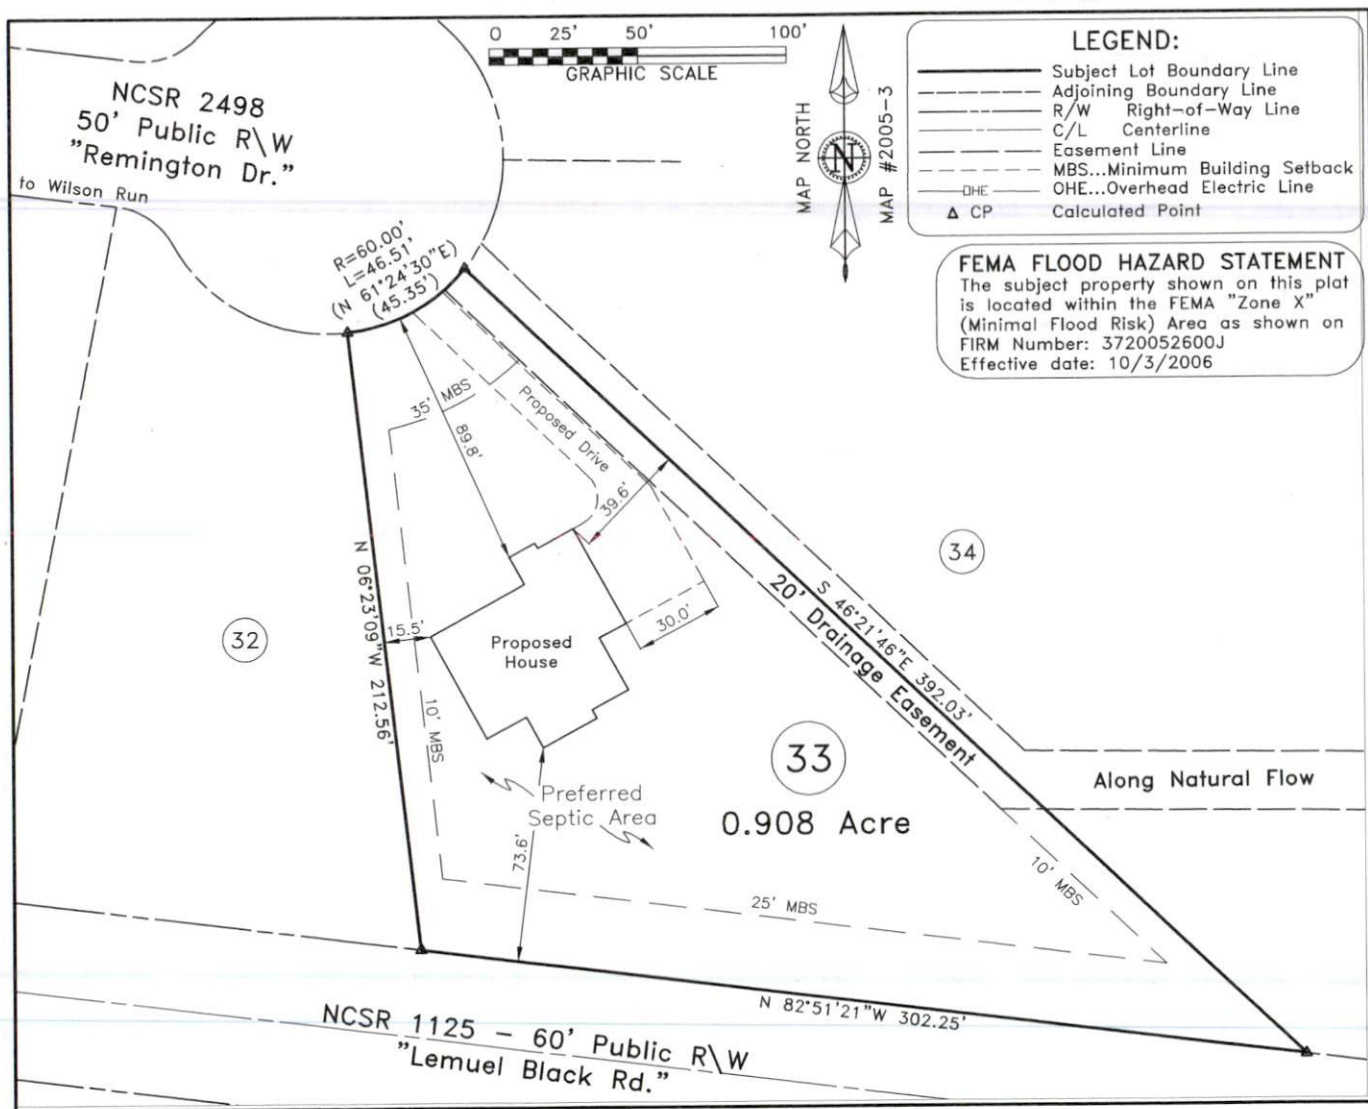 0 25' 50' 100'
GRAPHIC SCALE
NCSR 2498
50' Public R\W
"Remington Dr."
to Wilson Run
MAP NORTH
N
MAP #2005-3
LEGEND:
Subject Lot Boundary Line
Adjoining Boundary Line
R/W Right-of-Way Line
C/L Centerline
Easement Line
MBS...Minimum Building Setback
OHE OHE...Overhead Electric Line
CP Calculated Point
FEMA FLOOD HAZARD STATEMENT
The subject property shown on this plat
is located within the FEMA "Zone X"
(Minimal Flood Risk) Area as shown on
FIRM Number: 3720052600J
Effective date: 10/3/2006
R=60.00'
L=46.51'
(N 61°24'30"E)
(45.35')
35' MBS
89.8'
Proposed Drive
39.6'
34
N 06°23'09"W 212.56'
32
15.5'
Proposed
House
30.0'
S 46°21'46"E 392.03'
20' Drainage Easement
10' MBS
33
0.908 Acre
Along Natural Flow
Preferred
Septic Area
73.6'
10' MBS
25' MBS
N 82°51'21"W 302.25'
NCSR 1125 - 60' Public R\W
"Lemuel Black Rd."